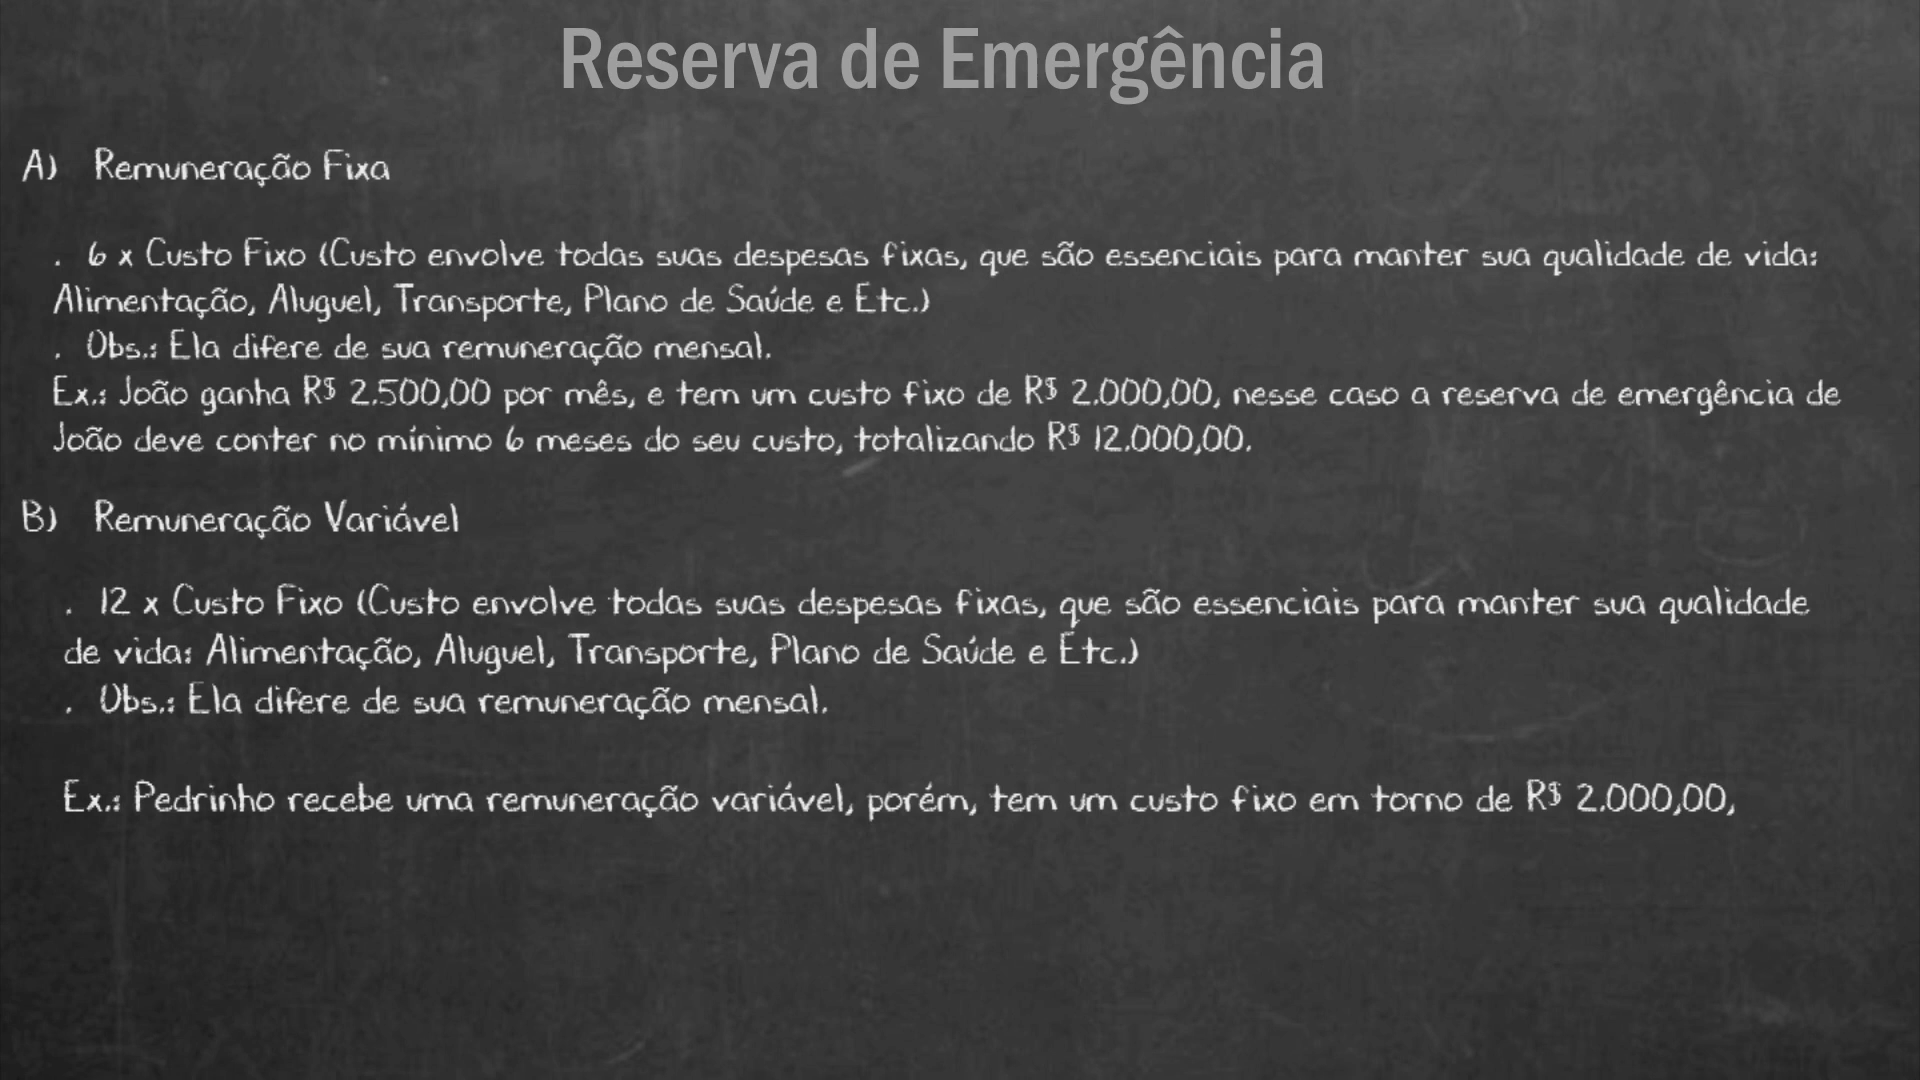 Reserva de Emergência
A) Remuneração Fixa
. 6 x Custo Fixo (Custo envolve todas suas despesas fixas, que são essenciais para manter sua qualidade de vida:
Alimentação, Aluguel, Transporte, Plano de Saúde e Etc.)
. Obs.: Ela difere de sua remuneração mensal.
Ex.: João ganha R$ 2.500,00 por mês, e tem um custo fixo de R$ 2.000,00, nesse caso a reserva de emergência de
João deve conter no mínimo 6 meses do seu custo, totalizando R$ 12.000,00.
B) Remuneração Variável
. 12 x Custo Fixo (Custo envolve todas suas despesas fixas, que são essenciais para manter sua qualidade
de vida: Alimentação, Aluguel, Transporte, Plano de Saúde e Etc.)
. Obs.: Ela difere de sua remuneração mensal.
Ex.: Pedrinho recebe uma remuneração variável, porém, tem um custo fixo em torno de R$ 2.000,00,